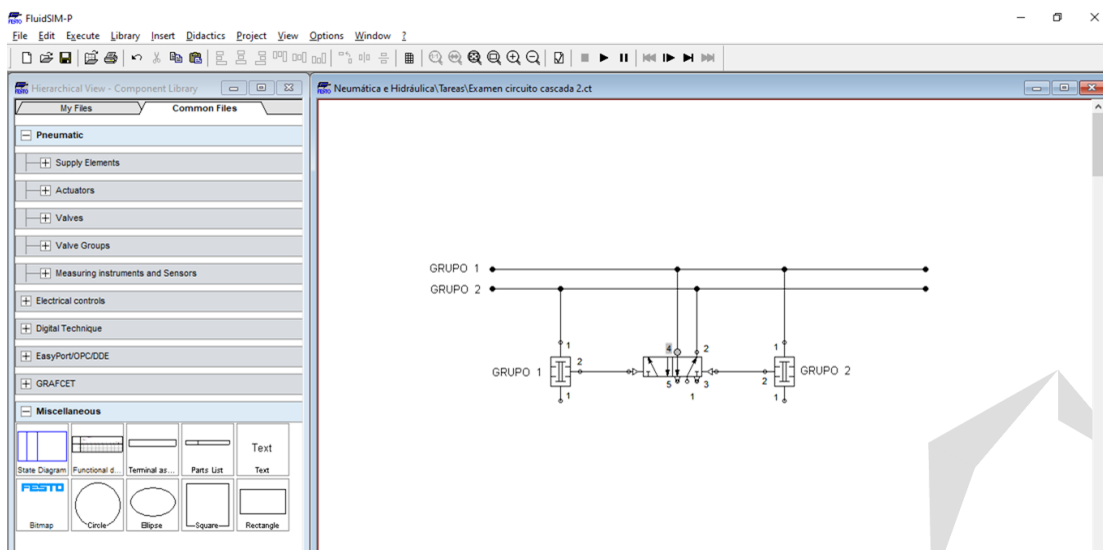 FluidSIM-P
File Edit Execute Library Insert Didactics Project View Options Window ?
Hierarchical View - Component Library
Neumática e Hidráulica\Tareas\Examen circuito cascada 2.ct
My Files Common Files
Pneumatic
Supply Elements
Actuators
Valves
Valve Groups
Measuring instruments and Sensors
Electrical controls
Digital Technique
EasyPort/OPC/DDE
GRAFCET
Miscellaneous
State Diagram Functional d... Terminal as... Parts List Text Text
FESTO
Bitmap Circle Ellipse Square Rectangle
GRUPO 1
GRUPO 2
1 4 2 1
GRUPO 1 2 GRUPO 2
5 3 2
1 1 1